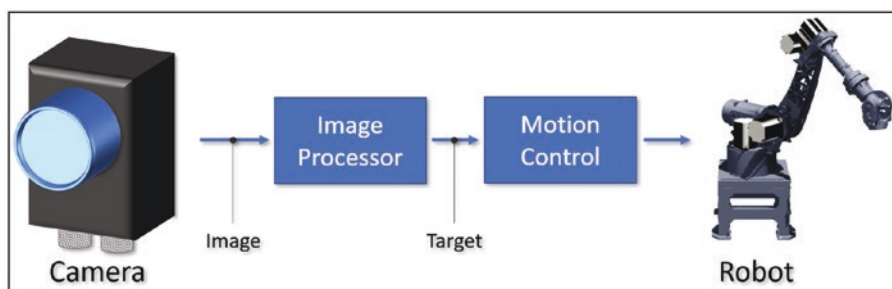 Image
Processor
Motion
Control
Image
Target
Camera
Robot